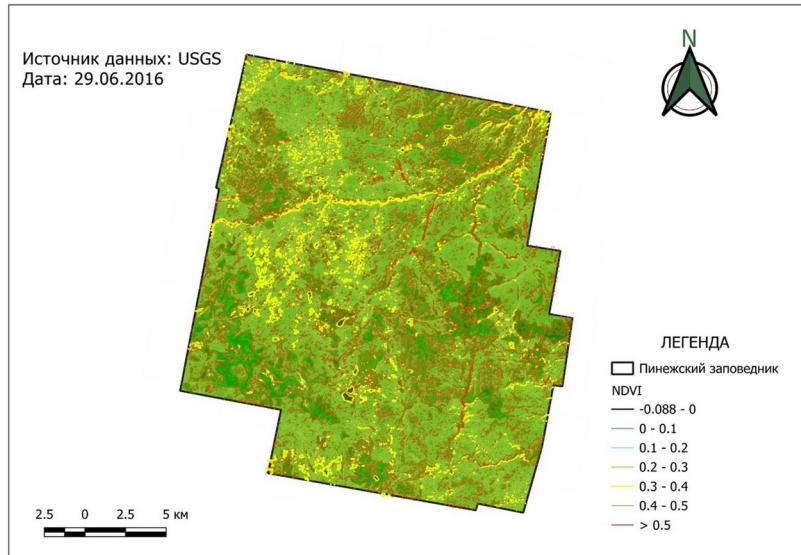 Источник данных: USGS
Дата: 29.06.2016
N
ЛЕГЕНДА
Пинежский заповедник
NDVI
-0.088 - 0
0 - 0.1
0.1 - 0.2
0.2 - 0.3
0.3 - 0.4
0.4 - 0.5
> 0.5
2.5 0 2.5 5 км